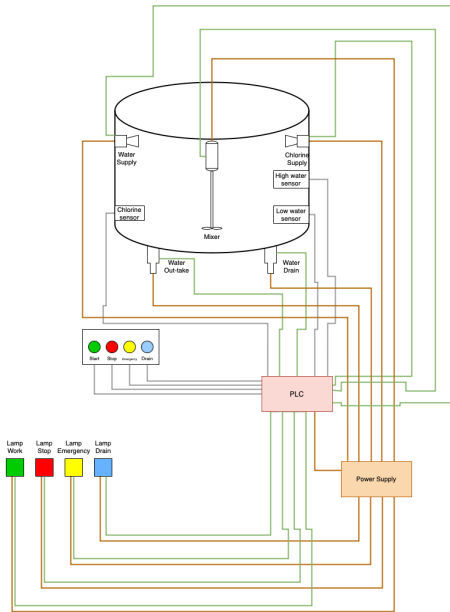 Water
Supply
Chlorine
Supply
High water
sensor
Chlorine
sensor
Low water
sensor
Mixer
Water
Out-take
Water
Drain
Start
Stop
Emergency
Drain
PLC
Lamp
Work
Lamp
Stop
Lamp
Emergency
Lamp
Drain
Power Supply